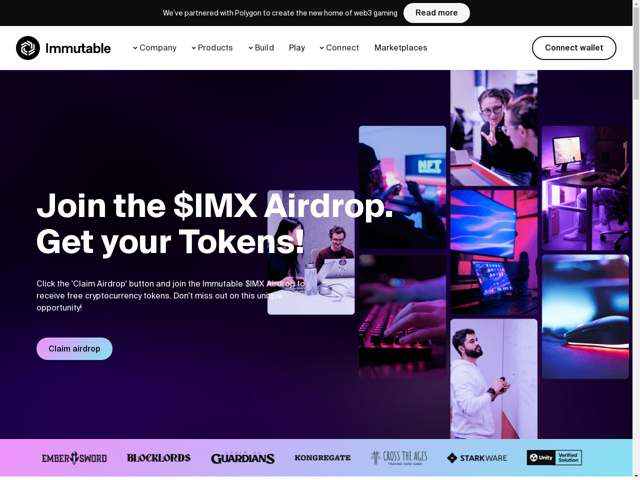 We've partnered with Polygon to create the new home of web3 gaming
Read more
Immutable
Company
Products
Build
Play
Connect
Marketplaces
Connect wallet
Join the $IMX Airdrop.
Get your Tokens!
Click the 'Claim Airdrop' button and join the Immutable $IMX Airdrop to
receive free cryptocurrency tokens. Don't miss out on this unique
opportunity!
Claim airdrop
NFT
EMBER SWORD
BLOCKLORDS
GUARDIANS
KONGREGATE
CROSS THE AGES
TRADING CARD GAME
STARKWARE
Unity
Verified
Solution